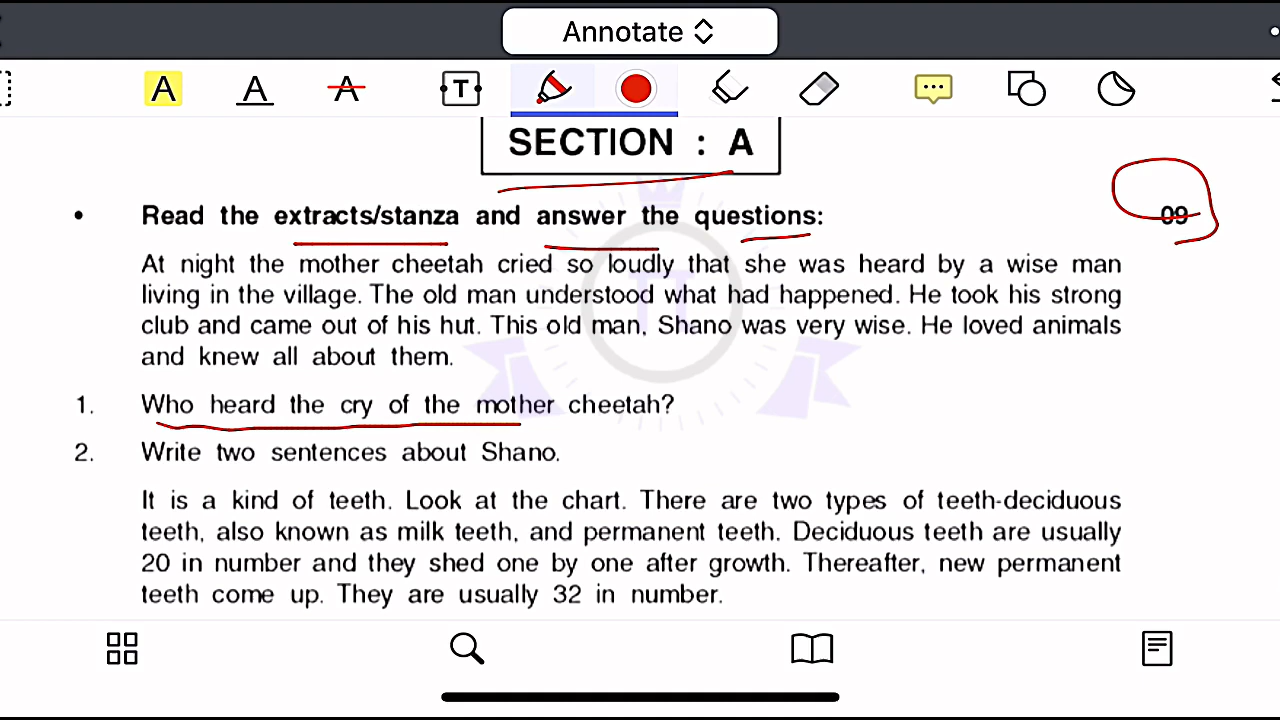 Annotate
A A A T
SECTION : A
• Read the extracts/stanza and answer the questions: 09
At night the mother cheetah cried so loudly that she was heard by a wise man
living in the village. The old man understood what had happened. He took his strong
club and came out of his hut. This old man, Shano was very wise. He loved animals
and knew all about them.
1. Who heard the cry of the mother cheetah?
2. Write two sentences about Shano.
It is a kind of teeth. Look at the chart. There are two types of teeth-deciduous
teeth, also known as milk teeth, and permanent teeth. Deciduous teeth are usually
20 in number and they shed one by one after growth. Thereafter, new permanent
teeth come up. They are usually 32 in number.